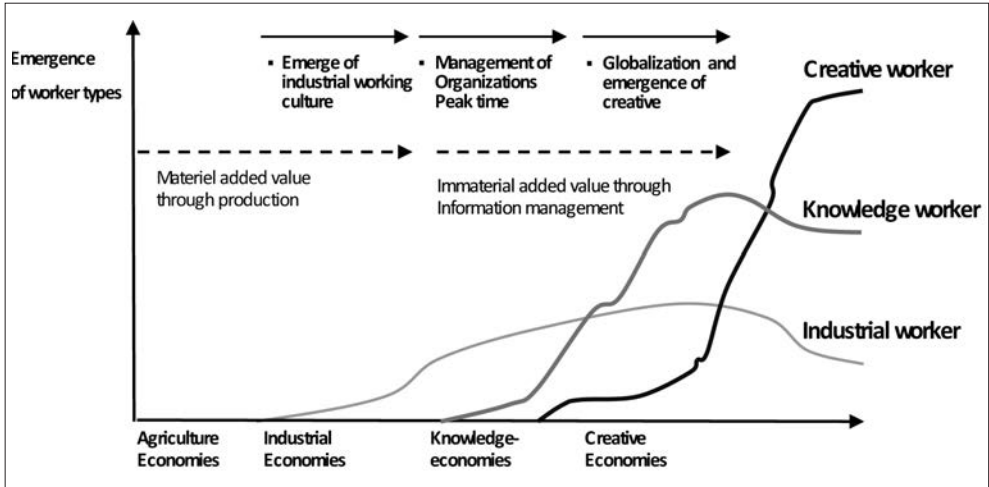 Emergence
of worker types
▪ Emerge of
industrial working
culture
▪ Management of
Organizations
Peak time
▪ Globalization and
emergence of
creative
Creative worker
Materiel added value
through production
Immaterial added value through
Information management
Knowledge worker
Industrial worker
Agriculture
Economies
Industrial
Economies
Knowledge-
economies
Creative
Economies